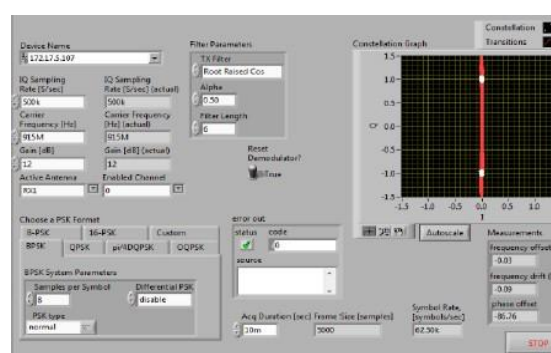 Constellation
Transitions
Device Name
172.17.5.107
Filter Parameters
TX Filter
Root Raised Cos
Alpha
0.50
Filter Length
6
Constellation Graph
IQ Sampling
Rate [S/sec]
500k
IQ Sampling
Rate [S/sec] (actual)
500k
Carrier
Frequency [Hz]
915M
Carrier Frequency
[Hz] (actual)
915M
Gain [dB]
12
Gain [dB] (actual)
12
Active Antenna
RX1
Enabled Channel
0
Reset
Demodulator?
True
1.5
1.0
0.5
0.0
-0.5
-1.0
-1.5
-1.5 -1.0 -0.5 0.0 0.5 1.0
I
Autoscale
Choose a PSK Format
8-PSK 16-PSK Custom
BPSK QPSK pi/4DQPSK OQPSK
BPSK System Parameters
Samples per Symbol
8
Differential PSK
disable
PSK type
normal
error out
status code
0
source
Acq Duration [sec]
10m
Frame Size [samples]
5000
Symbol Rate,
[symbols/sec]
62.50k
Measurements
frequency offset
-0.03
frequency drift
-0.09
phase offset
-86.76
STOP